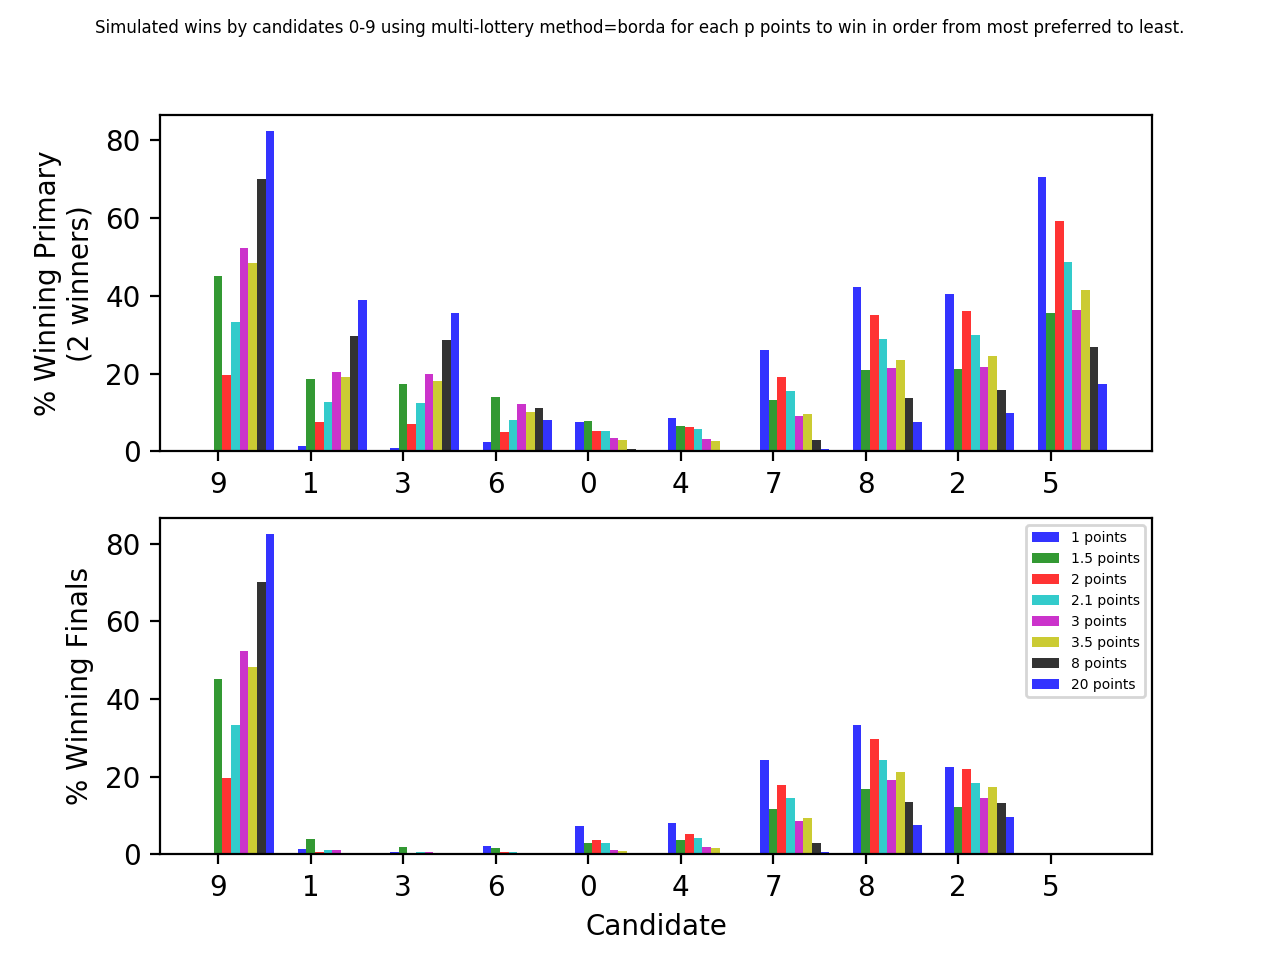 Simulated wins by candidates 0-9 using multi-lottery method=borda for each p points to win in order from most preferred to least.
% Winning Primary
(2 winners)
80
60
40
20
0
9 1 3 6 0 4 7 8 2 5
% Winning Finals
80
60
40
20
0
1 points
1.5 points
2 points
2.1 points
3 points
3.5 points
8 points
20 points
9 1 3 6 0 4 7 8 2 5
Candidate